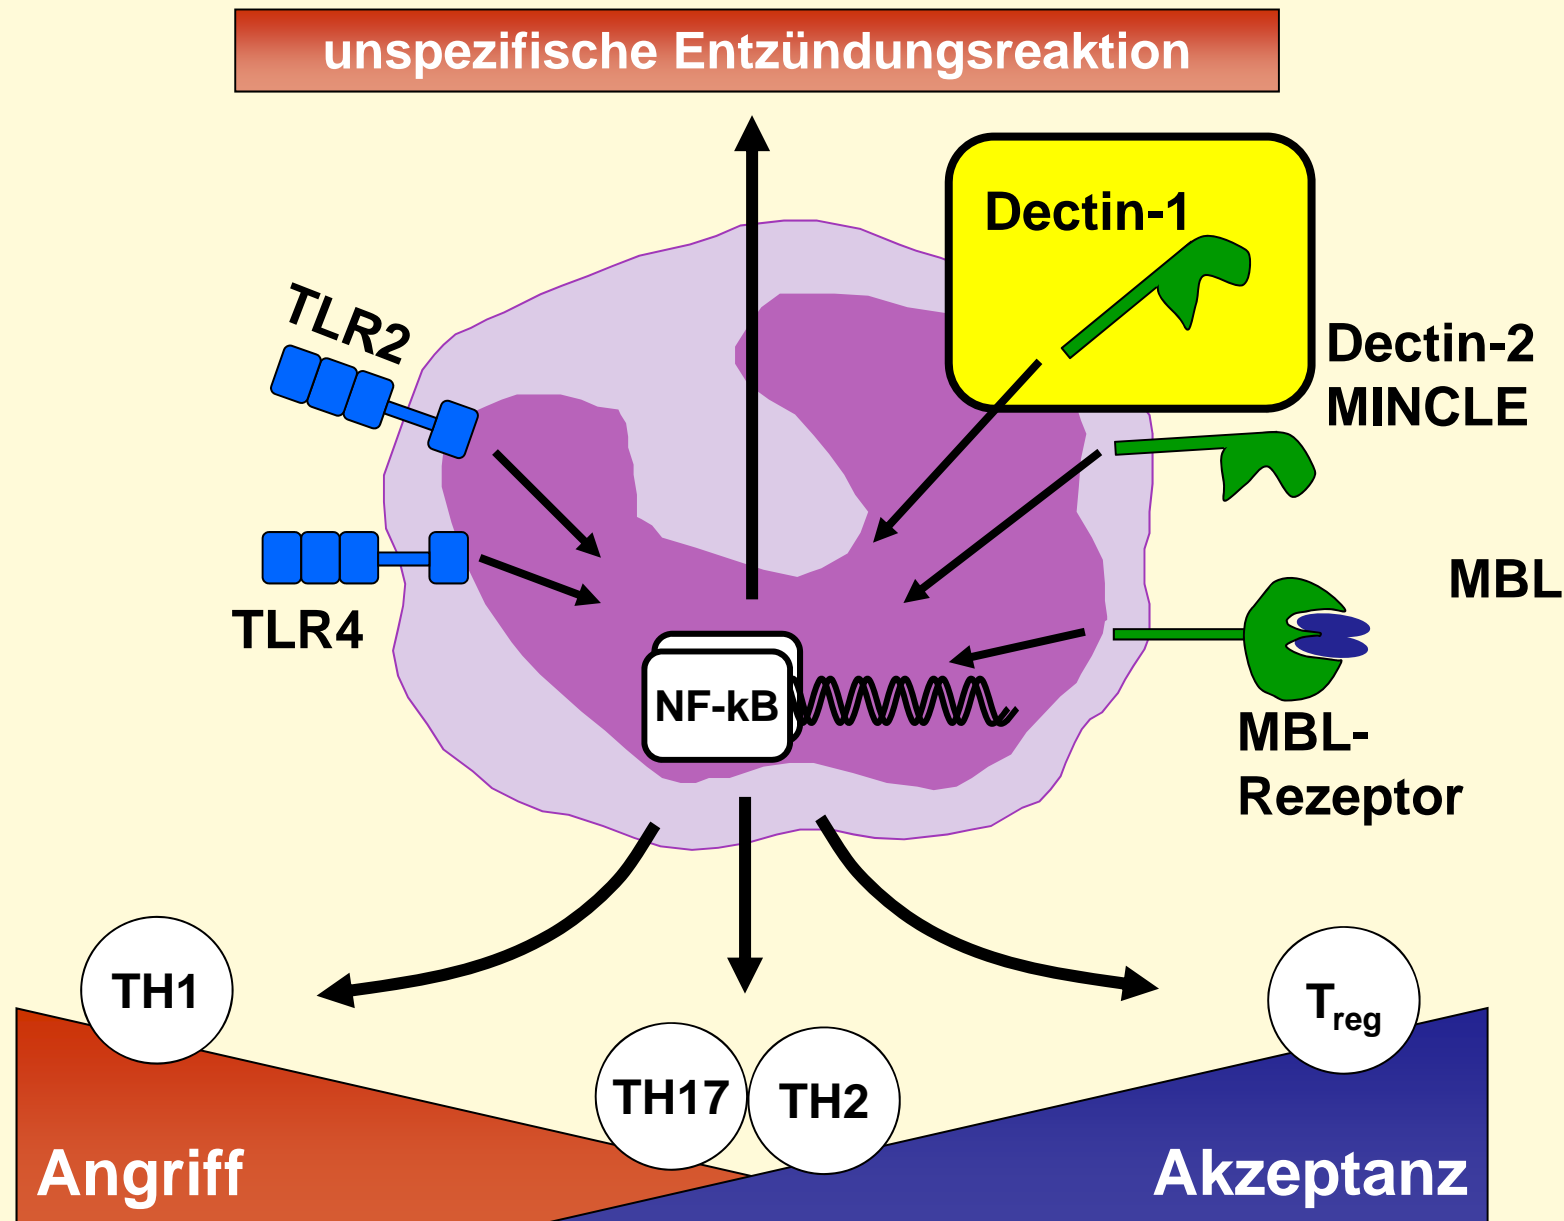 unspezifische Entzündungsreaktion
Dectin-1
TLR2
Dectin-2
MINCLE
MBL
TLR4
NF-kB
MBL-
Rezeptor
TH1
Treg
TH17
TH2
Angriff
Akzeptanz